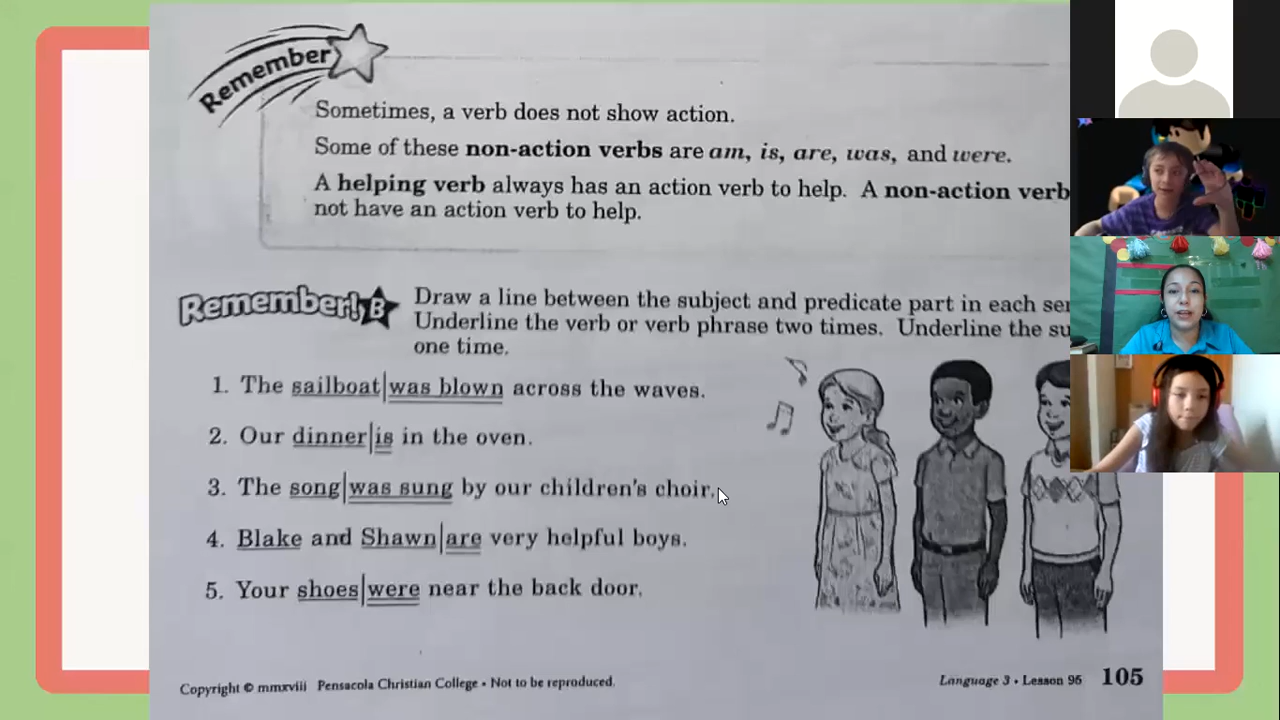 Remember
Sometimes, a verb does not show action.
Some of these non-action verbs are am, is, are, was, and were.
A helping verb always has an action verb to help. A non-action verb
not have an action verb to help.
Remember! B
Draw a line between the subject and predicate part in each
Underline the verb or verb phrase two times. Underline the
one time.
1. The sailboat|was blown across the waves.
2. Our dinner|is in the oven.
3. The song|was sung by our children's choir.
4. Blake and Shawn|are very helpful boys.
5. Your shoes|were near the back door.
Copyright © mmxviii Pensacola Christian College • Not to be reproduced.
Language 3 • Lesson 95 105